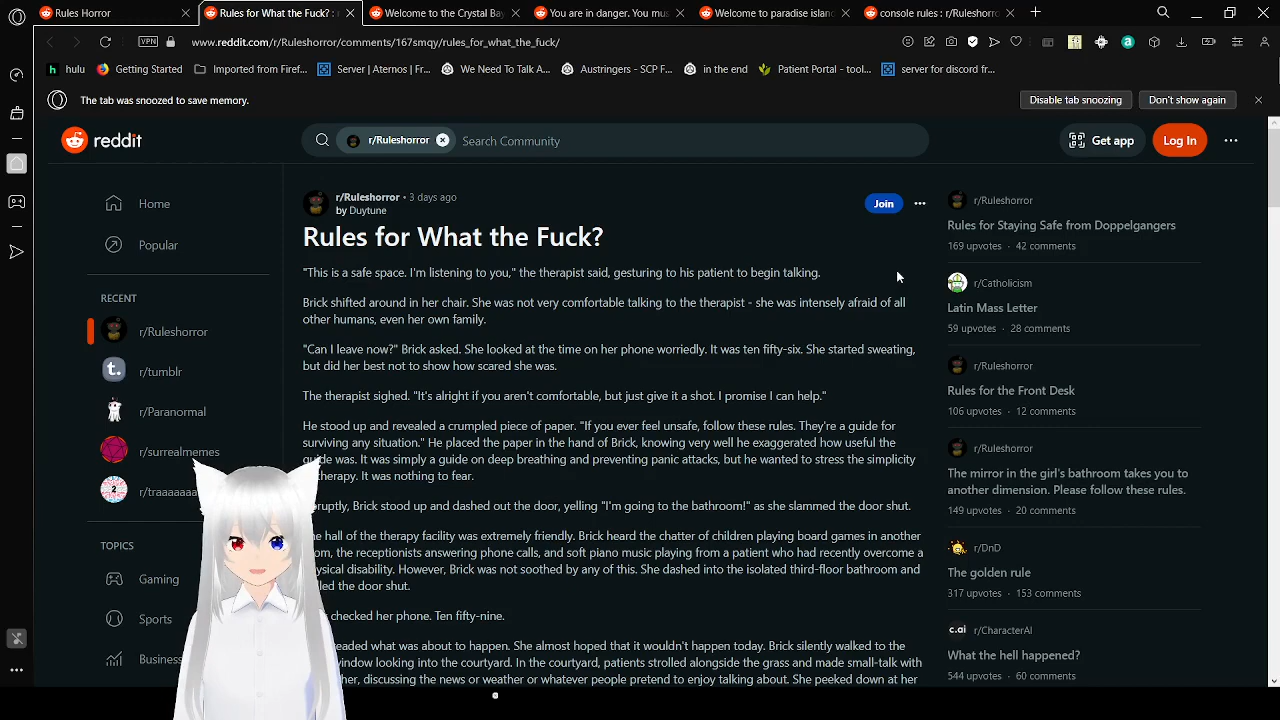 Rules Horror
Rules for What the Fuck? : r
Welcome to the Crystal Bay
You are in danger. You mus
Welcome to paradise island
console rules : r/Ruleshorro
VPN
www.reddit.com/r/Ruleshorror/comments/167smqy/rules_for_what_the_fuck/
hulu
Getting Started
Imported from Firef...
Server | Aternos | Fr...
We Need To Talk A...
Austringers - SCP F...
in the end
Patient Portal - tool...
server for discord fr...
The tab was snoozed to save memory.
Disable tab snoozing
Don't show again
reddit
r/Ruleshorror
Search Community
Get app
Log In
Home
Popular
RECENT
r/Ruleshorror
r/tumblr
r/Paranormal
r/surrealmemes
r/traaaaaaa
TOPICS
Gaming
Sports
Business
r/Ruleshorror • 3 days ago
by Duytune
Join
Rules for What the Fuck?
"This is a safe space. I'm listening to you," the therapist said, gesturing to his patient to begin talking.
Brick shifted around in her chair. She was not very comfortable talking to the therapist - she was intensely afraid of all
other humans, even her own family.
"Can I leave now?" Brick asked. She looked at the time on her phone worriedly. It was ten fifty-six. She started sweating,
but did her best not to show how scared she was.
The therapist sighed. "It's alright if you aren't comfortable, but just give it a shot. I promise I can help."
He stood up and revealed a crumpled piece of paper. "If you ever feel unsafe, follow these rules. They're a guide for
surviving any situation." He placed the paper in the hand of Brick, knowing very well he exaggerated how useful the
guide was. It was simply a guide on deep breathing and preventing panic attacks, but he wanted to stress the simplicity
therapy. It was nothing to fear.
ruptly, Brick stood up and dashed out the door, yelling "I'm going to the bathroom!" as she slammed the door shut.
he hall of the therapy facility was extremely friendly. Brick heard the chatter of children playing board games in another
om, the receptionists answering phone calls, and soft piano music playing from a patient who had recently overcome a
ysical disability. However, Brick was not soothed by any of this. She dashed into the isolated third-floor bathroom and
ed the door shut.
checked her phone. Ten fifty-nine.
eaded what was about to happen. She almost hoped that it wouldn't happen today. Brick silently walked to the
window looking into the courtyard. In the courtyard, patients strolled alongside the grass and made small-talk with
her, discussing the news or weather or whatever people pretend to enjoy talking about. She peeked down at her
r/Ruleshorror
Rules for Staying Safe from Doppelgangers
169 upvotes · 42 comments
r/Catholicism
Latin Mass Letter
59 upvotes · 28 comments
r/Ruleshorror
Rules for the Front Desk
106 upvotes · 12 comments
r/Ruleshorror
The mirror in the girl's bathroom takes you to
another dimension. Please follow these rules.
149 upvotes · 20 comments
r/DnD
The golden rule
317 upvotes · 153 comments
c.ai
r/CharacterAI
What the hell happened?
544 upvotes · 60 comments